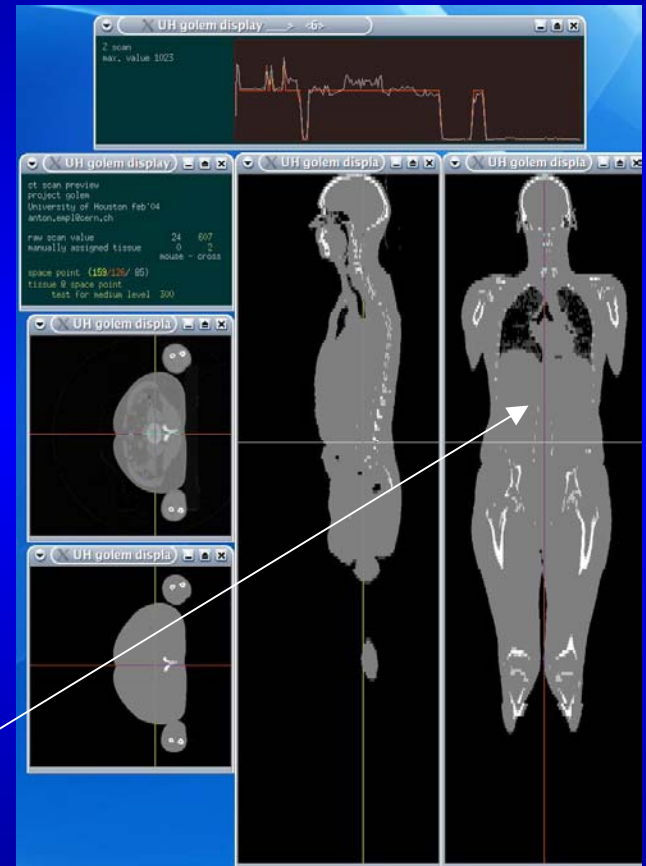 UH golem display ___> <6>
Z scan
max. value 1023
UH golem display
ct scan preview
project golem
University of Houston feb'04
anton.empl@cern.ch
raw scan value 24 607
manually assigned tissue 0 2
mouse - cross
space point (159/126/ 85)
tissue @ space point
test for medium level 300
UH golem displa
UH golem displa
UH golem displa
UH golem displa